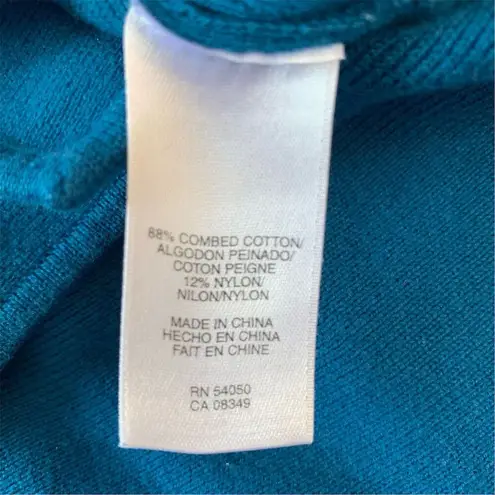 88% COMBED COTTON/
ALGODON PEINADO/
COTON PEIGNE
12% NYLON/
NILON/NYLON
MADE IN CHINA
HECHO EN CHINA
FAIT EN CHINE
RN 54050
CA 08349